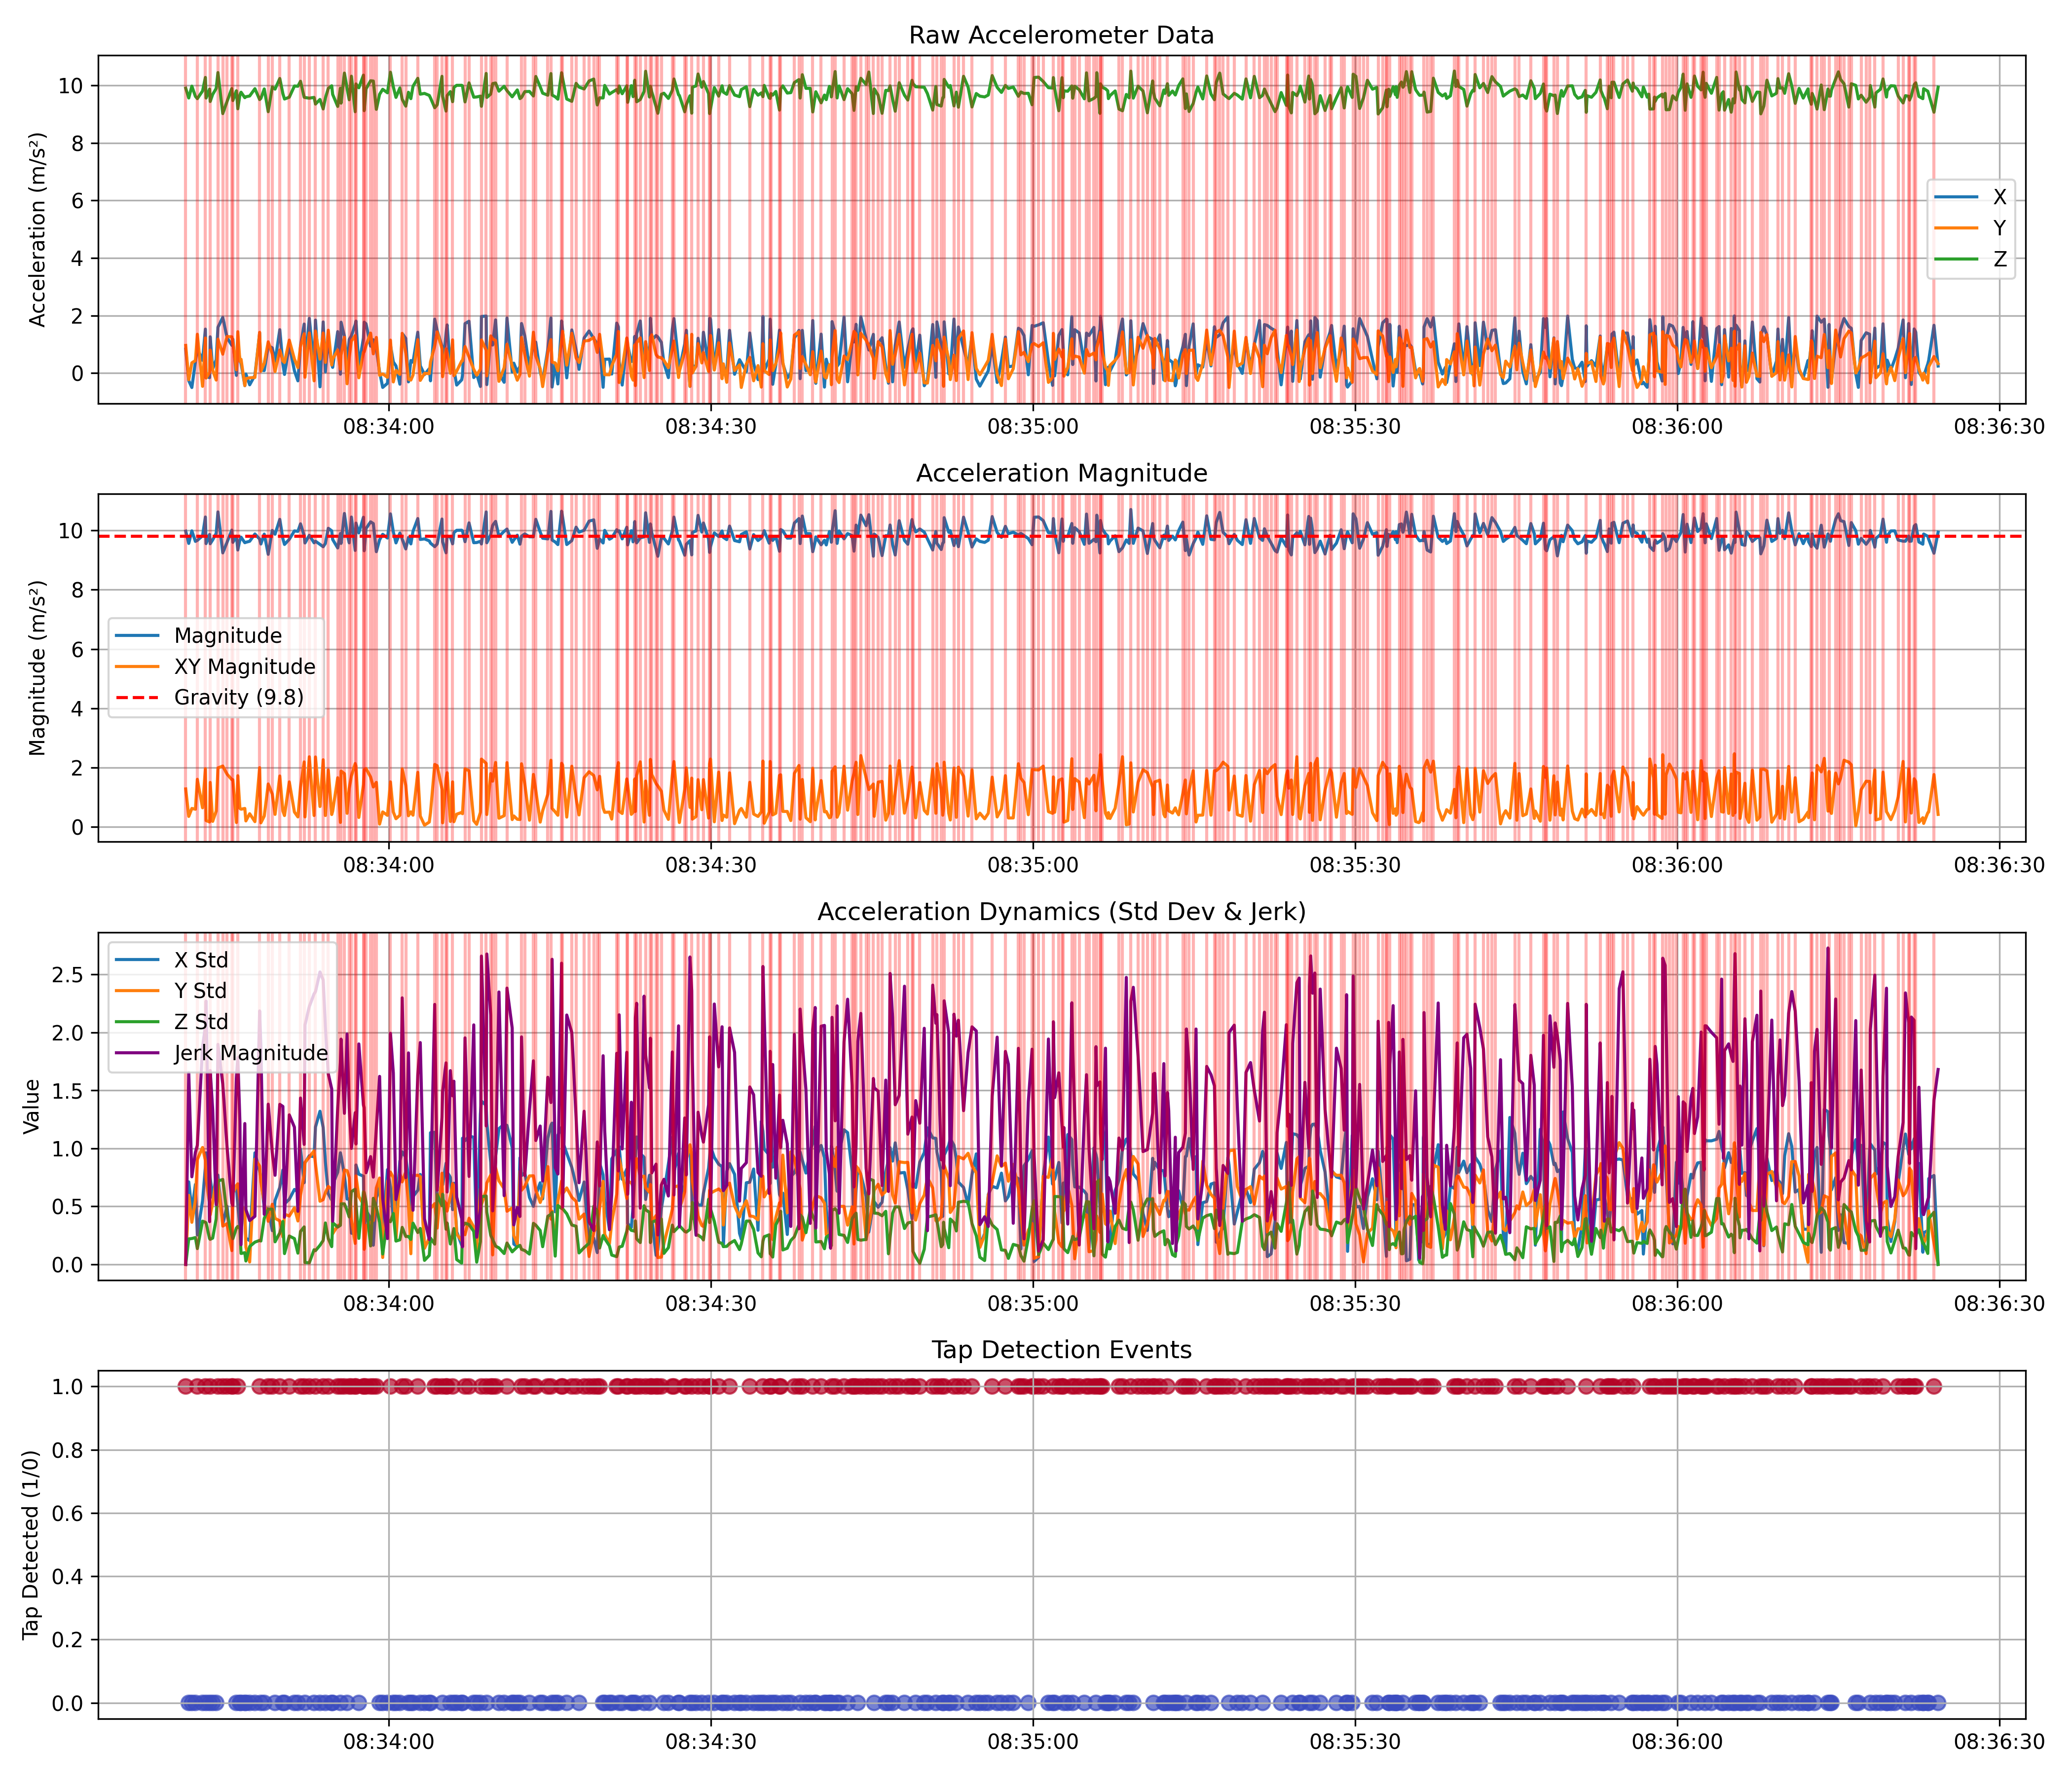 Raw Accelerometer Data
Acceleration (m/s²)
10
8
6
4
2
0
X
Y
Z
08:34:00
08:34:30
08:35:00
08:35:30
08:36:00
08:36:30
Acceleration Magnitude
Magnitude (m/s²)
10
8
6
4
2
0
Magnitude
XY Magnitude
Gravity (9.8)
08:34:00
08:34:30
08:35:00
08:35:30
08:36:00
08:36:30
Acceleration Dynamics (Std Dev & Jerk)
Value
2.5
2.0
1.5
1.0
0.5
0.0
X Std
Y Std
Z Std
Jerk Magnitude
08:34:00
08:34:30
08:35:00
08:35:30
08:36:00
08:36:30
Tap Detection Events
Tap Detected (1/0)
1.0
0.8
0.6
0.4
0.2
0.0
08:34:00
08:34:30
08:35:00
08:35:30
08:36:00
08:36:30